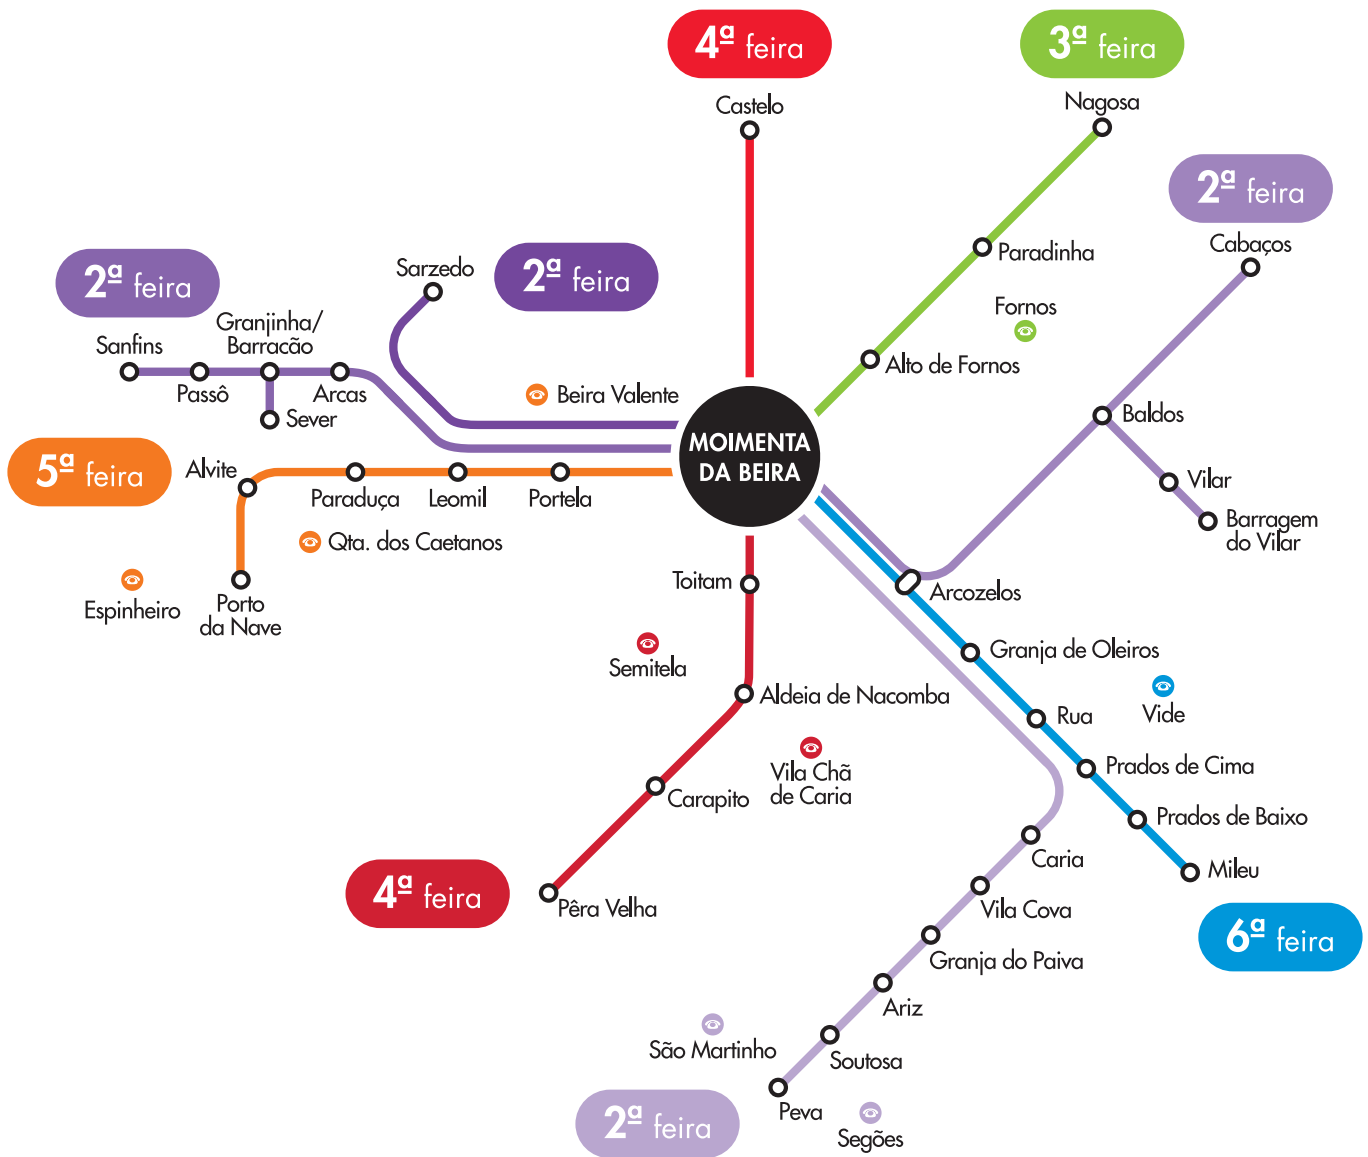 4ª feira
3ª feira
Castelo
Nagosa
2ª feira
Cabaços
Paradinha
Fornos
Alto de Fornos
2ª feira
Sarzedo
2ª feira
Sanfins
Granjinha/
Barracão
Passô
Arcas
Sever
Beira Valente
Baldos
MOIMENTA
DA BEIRA
5ª feira
Alvite
Paraduça
Leomil
Portela
Vilar
Barragem
do Vilar
Qta. dos Caetanos
Espinheiro
Porto
da Nave
Toitam
Arcozelos
Semitela
Granja de Oleiros
Aldeia de Nacomba
Vide
Rua
Vila Chã
de Caria
Prados de Cima
Carapito
Prados de Baixo
Caria
Mileu
4ª feira
Pêra Velha
Vila Cova
6ª feira
Granja do Paiva
Ariz
São Martinho
Soutosa
2ª feira
Peva
Segões